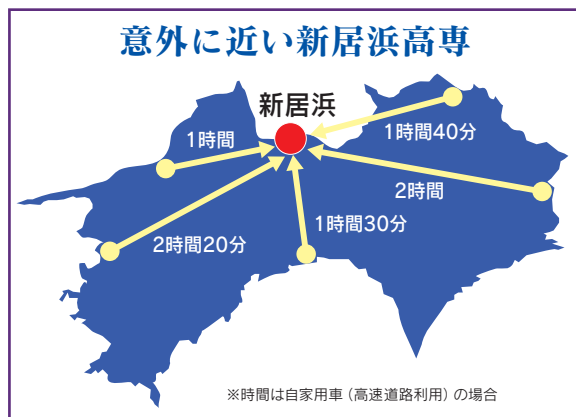 意外に近い新居浜高専
新居浜
1時間
1時間40分
2時間
2時間20分
1時間30分
※時間は自家用車（高速道路利用）の場合